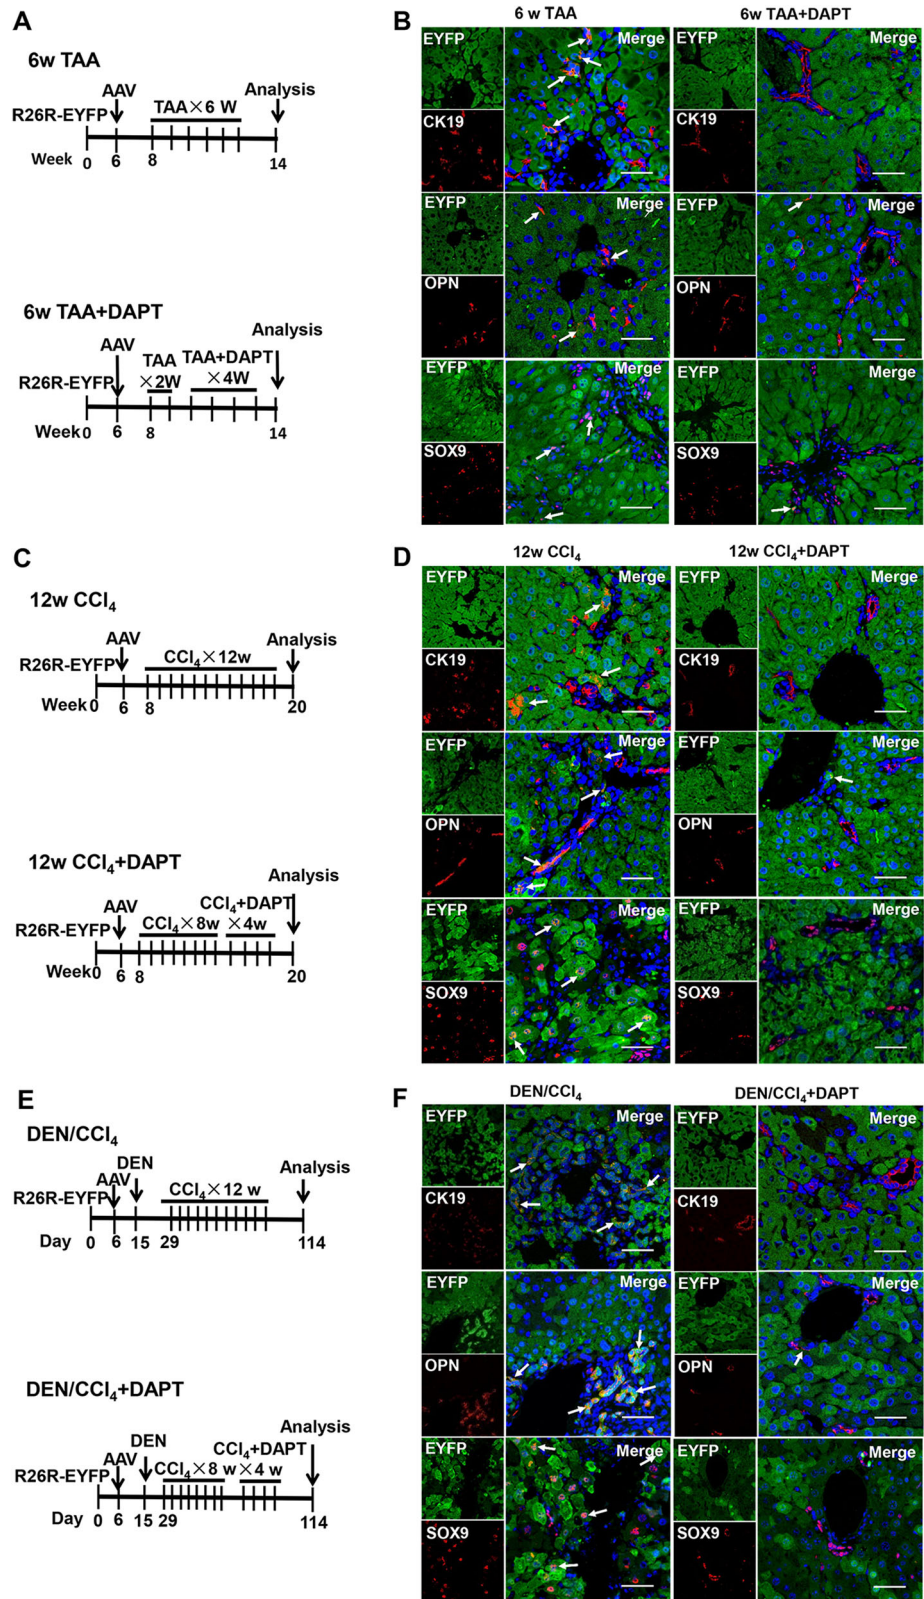 A
6w TAA
AAV
TAA×6 W
Analysis
R26R-EYFP
Week 0 6 8 14
6w TAA+DAPT
Analysis
AAV
TAA ×2W
TAA+DAPT ×4W
R26R-EYFP
Week 0 6 8 14
B
6 w TAA
6w TAA+DAPT
EYFP
Merge
EYFP
Merge
CK19
CK19
EYFP
Merge
EYFP
Merge
OPN
OPN
EYFP
Merge
EYFP
Merge
SOX9
SOX9
C
12w CCl₄
AAV
CCl₄×12w
Analysis
R26R-EYFP
Week 0 6 8 20
12w CCl₄+DAPT
Analysis
AAV
CCl₄×8w
CCl₄+DAPT ×4w
R26R-EYFP
Week 0 6 8 20
D
12w CCl₄
12w CCl₄+DAPT
EYFP
Merge
EYFP
Merge
CK19
CK19
EYFP
Merge
EYFP
Merge
OPN
OPN
EYFP
Merge
EYFP
Merge
SOX9
SOX9
E
DEN/CCl₄
DEN
AAV
CCl₄×12 w
Analysis
R26R-EYFP
Day 0 6 15 29 114
DEN/CCl₄+DAPT
Analysis
DEN
CCl₄+DAPT
AAV
CCl₄×8 w
×4 w
R26R-EYFP
Day 0 6 15 29 114
F
DEN/CCl₄
DEN/CCl₄+DAPT
EYFP
Merge
EYFP
Merge
CK19
CK19
EYFP
Merge
EYFP
Merge
OPN
OPN
EYFP
Merge
EYFP
Merge
SOX9
SOX9